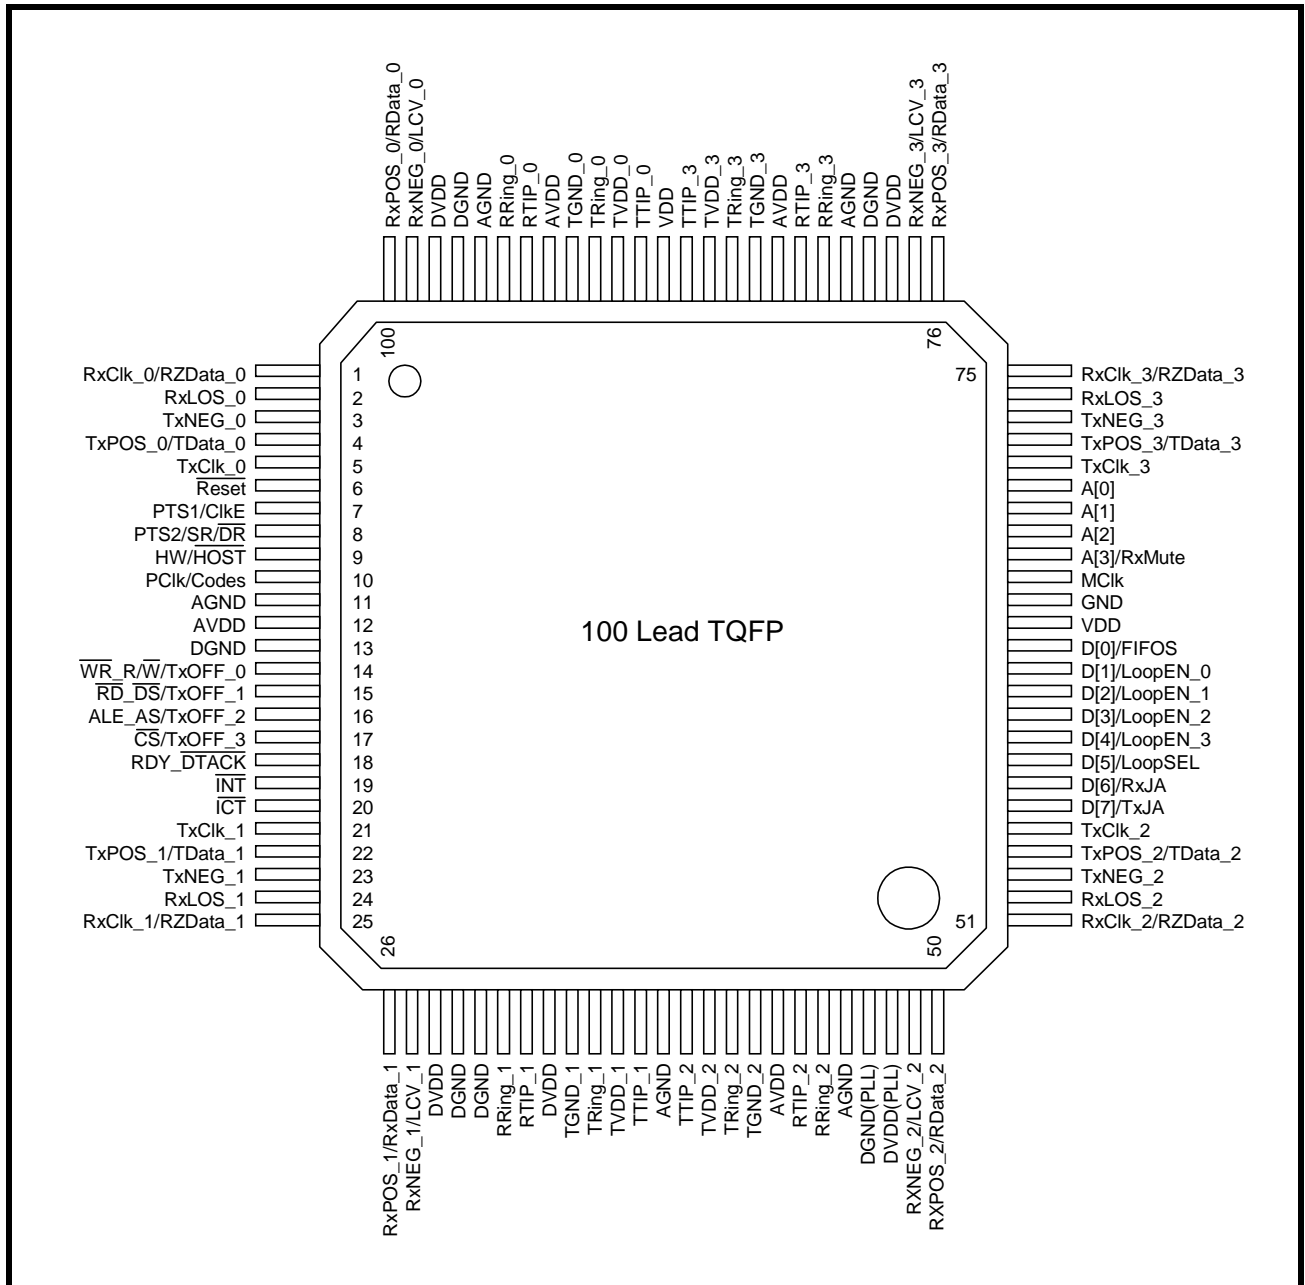 RxPOS_0/RData_0
RxNEG_0/LCV_0
DVDD
DGND
AGND
RRing_0
RTIP_0
AVDD
TGND_0
TRing_0
TVDD_0
TTIP_0
VDD
TTIP_3
TVDD_3
TRing_3
TGND_3
AVDD
RTIP_3
RRing_3
AGND
DGND
DVDD
RxNEG_3/LCV_3
RxPOS_3/RData_3
100
76
RxClk_0/RZData_0 1
RxLOS_0 2
TxNEG_0 3
TxPOS_0/TData_0 4
TxClk_0 5
Reset 6
PTS1/ClkE 7
PTS2/SR/DR 8
HW/HOST 9
PClk/Codes 10
AGND 11
AVDD 12
DGND 13
WR_R/W/TxOFF_0 14
RD_DS/TxOFF_1 15
ALE_AS/TxOFF_2 16
CS/TxOFF_3 17
RDY_DTACK 18
INT 19
ICT 20
TxClk_1 21
TxPOS_1/TData_1 22
TxNEG_1 23
RxLOS_1 24
RxClk_1/RZData_1 25
100 Lead TQFP
75 RxClk_3/RZData_3
RxLOS_3
TxNEG_3
TxPOS_3/TData_3
TxClk_3
A[0]
A[1]
A[2]
A[3]/RxMute
MClk
GND
VDD
D[0]/FIFOS
D[1]/LoopEN_0
D[2]/LoopEN_1
D[3]/LoopEN_2
D[4]/LoopEN_3
D[5]/LoopSEL
D[6]/RxJA
D[7]/TxJA
TxClk_2
TxPOS_2/TData_2
TxNEG_2
RxLOS_2
51 RxClk_2/RZData_2
26
50
RxPOS_1/RxData_1
RxNEG_1/LCV_1
DVDD
DGND
DGND
RRing_1
RTIP_1
DVDD
TGND_1
TRing_1
TVDD_1
TTIP_1
AGND
TTIP_2
TVDD_2
TRing_2
TGND_2
AVDD
RTIP_2
RRing_2
AGND
DGND(PLL)
DVDD(PLL)
RXNEG_2/LCV_2
RXPOS_2/RData_2